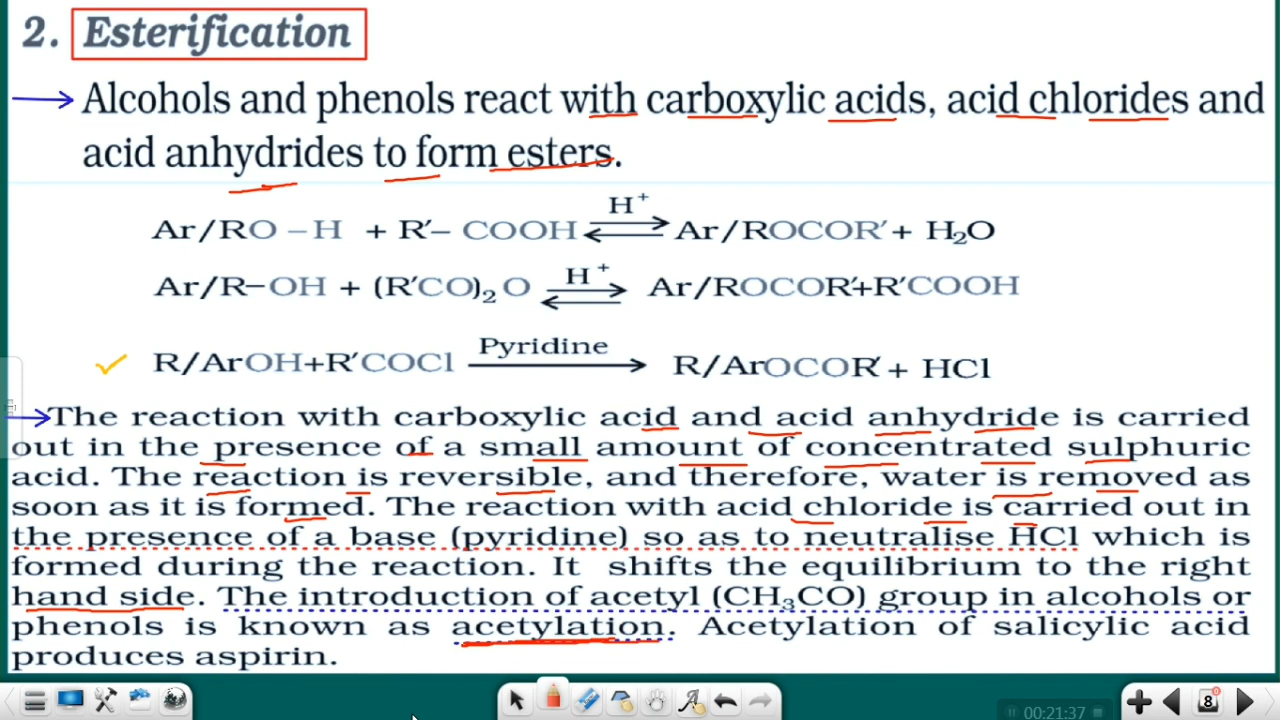 2. Esterification
Alcohols and phenols react with carboxylic acids, acid chlorides and
acid anhydrides to form esters.
Ar/RO – H + R′– COOH ⇌ Ar/ROCOR′ + H₂O
H⁺
Ar/R–OH + (R′CO)₂O ⇌ Ar/ROCOR′+R′COOH
H⁺
R/ArOH+R′COCl → R/ArOCOR′ + HCl
Pyridine
The reaction with carboxylic acid and acid anhydride is carried
out in the presence of a small amount of concentrated sulphuric
acid. The reaction is reversible, and therefore, water is removed as
soon as it is formed. The reaction with acid chloride is carried out in
the presence of a base (pyridine) so as to neutralise HCl which is
formed during the reaction. It shifts the equilibrium to the right
hand side. The introduction of acetyl (CH₃CO) group in alcohols or
phenols is known as acetylation. Acetylation of salicylic acid
produces aspirin.
00:21:37
8